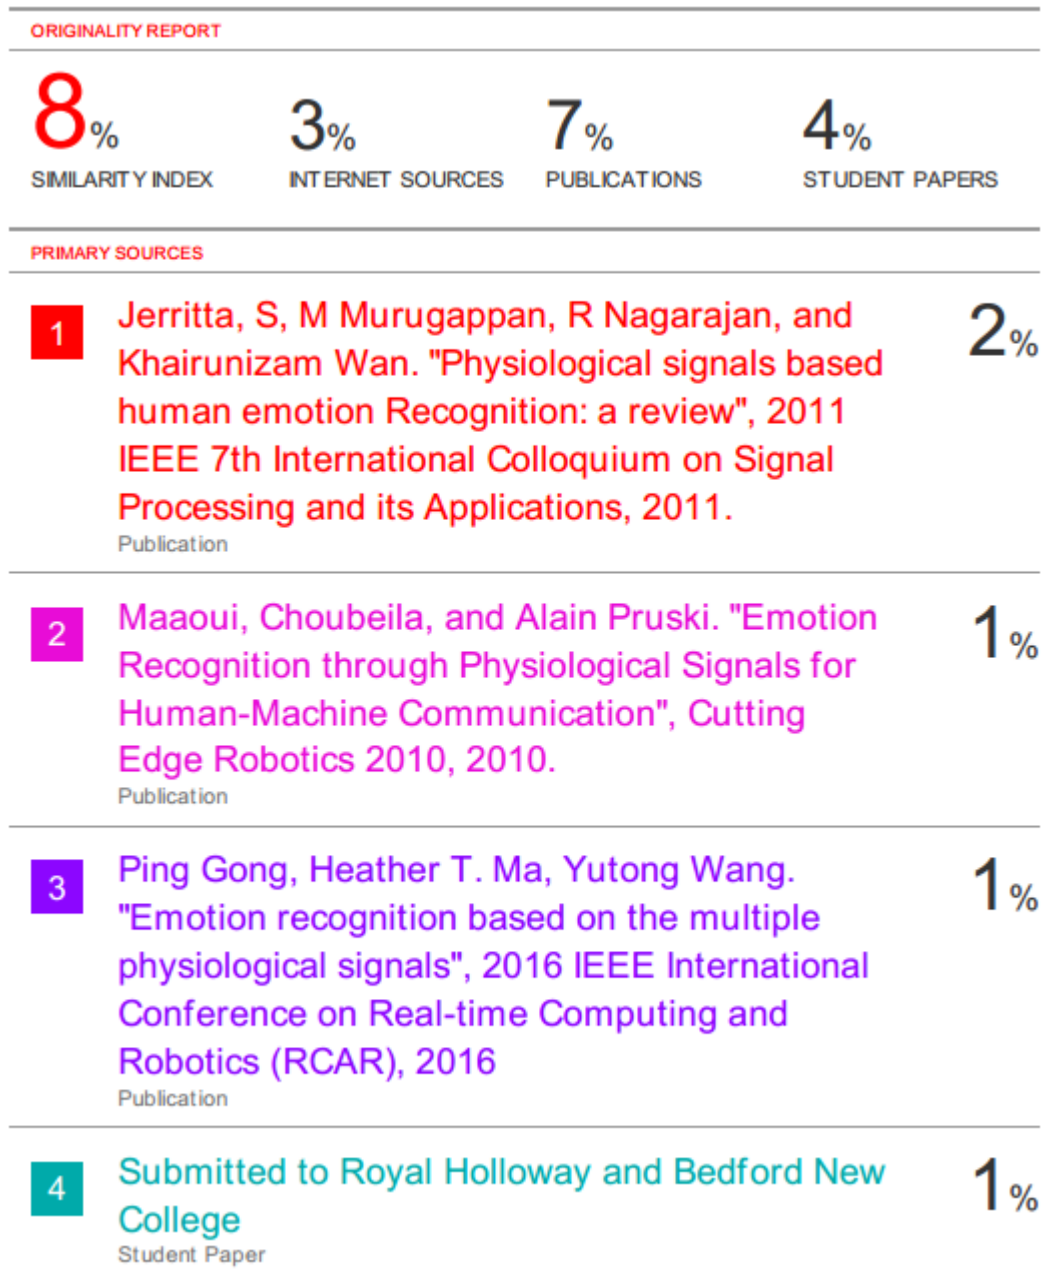 ORIGINALITY REPORT
8% 3% 7% 4%
SIMILARITY INDEX INTERNET SOURCES PUBLICATIONS STUDENT PAPERS
PRIMARY SOURCES
1 Jerritta, S, M Murugappan, R Nagarajan, and 2%
Khairunizam Wan. "Physiological signals based
human emotion Recognition: a review", 2011
IEEE 7th International Colloquium on Signal
Processing and its Applications, 2011.
Publication
2 Maaoui, Choubeila, and Alain Pruski. "Emotion 1%
Recognition through Physiological Signals for
Human-Machine Communication", Cutting
Edge Robotics 2010, 2010.
Publication
3 Ping Gong, Heather T. Ma, Yutong Wang. 1%
"Emotion recognition based on the multiple
physiological signals", 2016 IEEE International
Conference on Real-time Computing and
Robotics (RCAR), 2016
Publication
4 Submitted to Royal Holloway and Bedford New 1%
College
Student Paper